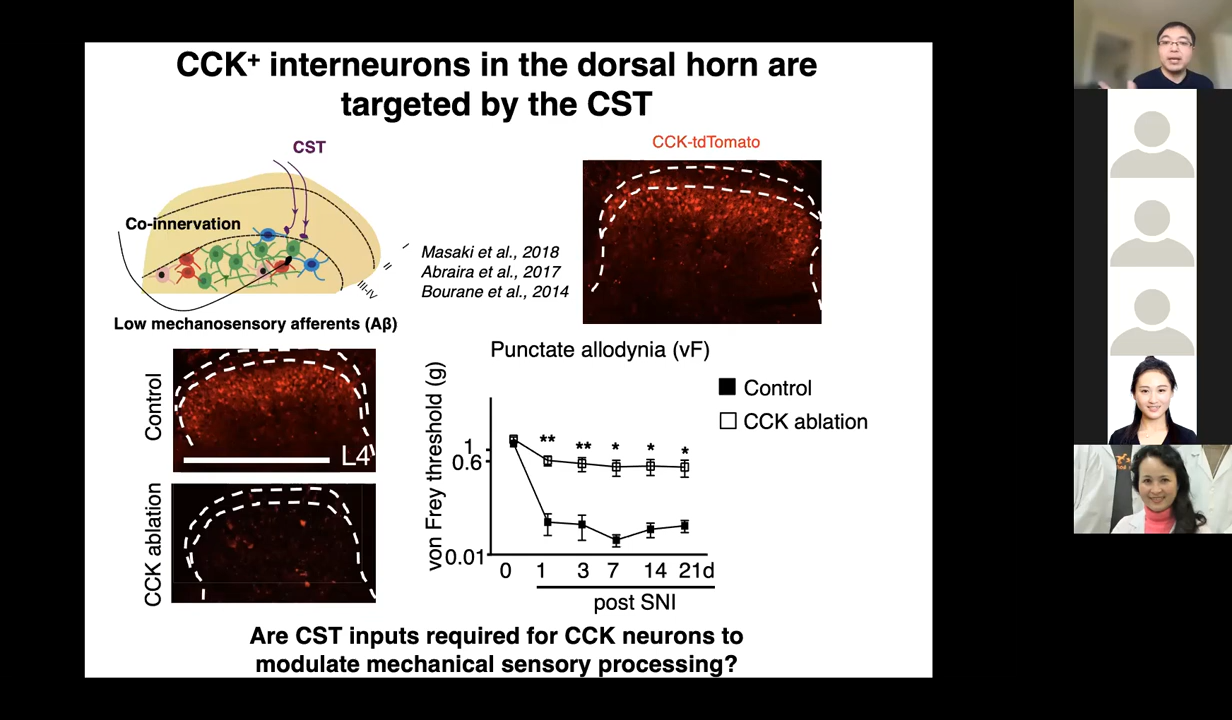 CCK⁺ interneurons in the dorsal horn are
targeted by the CST
CST
CCK-tdTomato
Co-innervation
I
II
III-IV
Masaki et al., 2018
Abraira et al., 2017
Bourane et al., 2014
Low mechanosensory afferents (Aβ)
Control
L4
CCK ablation
Punctate allodynia (vF)
von Frey threshold (g)
Control
CCK ablation
** ** * * *
1
0.6
0.01
0 1 3 7 14 21d
post SNI
Are CST inputs required for CCK neurons to
modulate mechanical sensory processing?